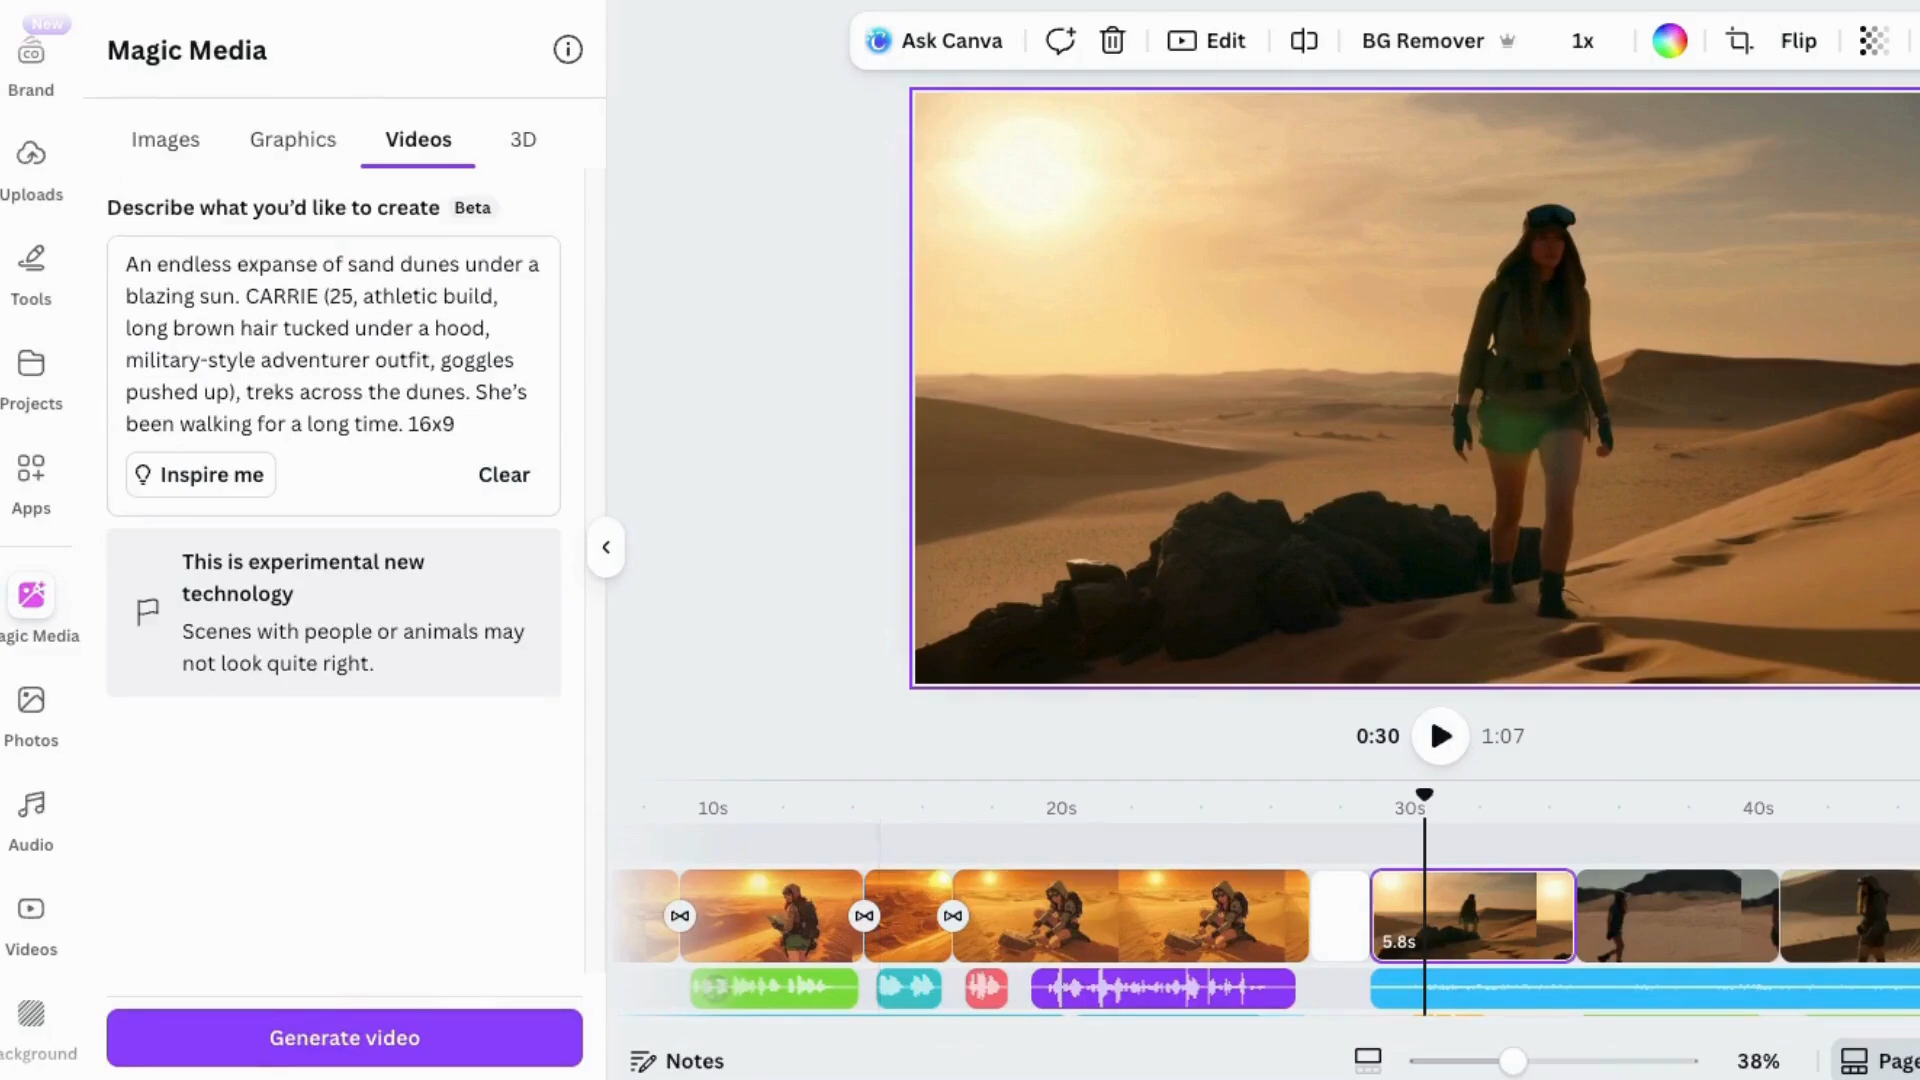 New
Brand
Uploads
Tools
Projects
Apps
agic Media
Photos
Audio
Videos
ackground
Magic Media
Images
Graphics
Videos
3D
Describe what you’d like to create
Beta
An endless expanse of sand dunes under a
blazing sun. CARRIE (25, athletic build,
long brown hair tucked under a hood,
military-style adventurer outfit, goggles
pushed up), treks across the dunes. She’s
been walking for a long time. 16x9
Inspire me
Clear
This is experimental new
technology
Scenes with people or animals may
not look quite right.
Generate video
Ask Canva
Edit
BG Remover
1x
Flip
0:30
1:07
10s
20s
30s
40s
5.8s
Notes
38%
Page